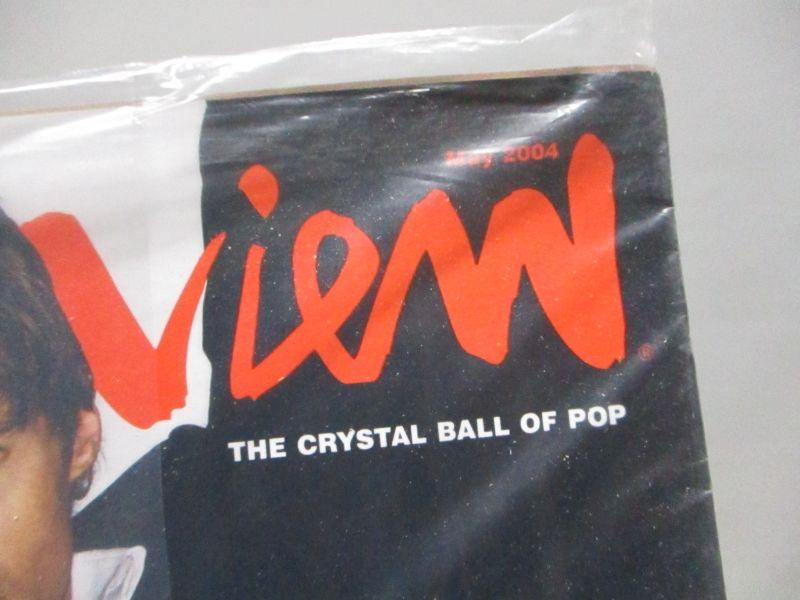 May 2004
view®
THE CRYSTAL BALL OF POP